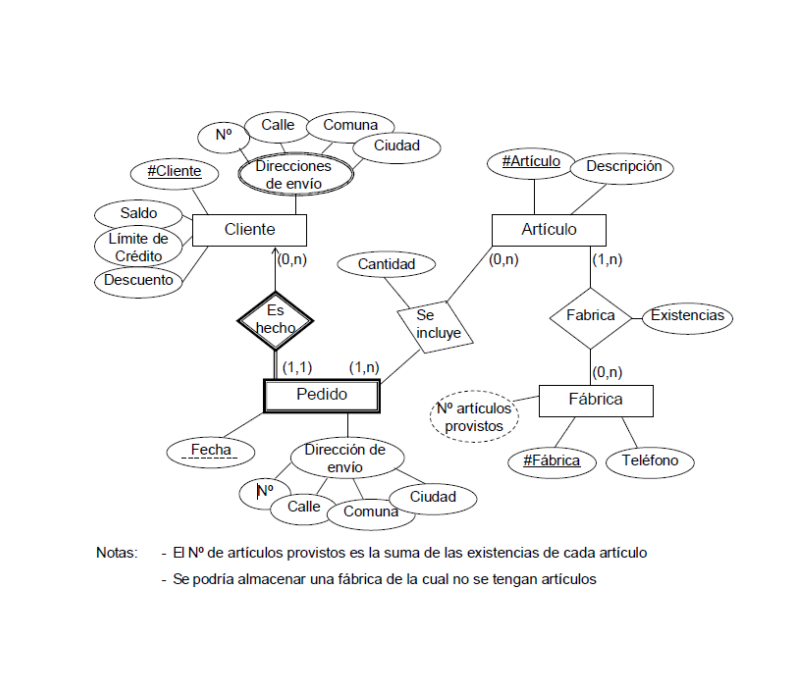 Nº
Calle
Comuna
Ciudad
#Cliente
Direcciones
de envío
#Artículo
Descripción
Saldo
Límite de
Crédito
Descuento
Cliente
Artículo
(0,n)
(0,n)
(1,n)
Cantidad
Es
hecho
Se
incluye
Fabrica
Existencias
(1,1)
(1,n)
(0,n)
Pedido
Nº artículos
provistos
Fábrica
Fecha
Dirección de
envío
#Fábrica
Teléfono
Nº
Calle
Comuna
Ciudad
Notas: - El Nº de artículos provistos es la suma de las existencias de cada artículo
- Se podría almacenar una fábrica de la cual no se tengan artículos